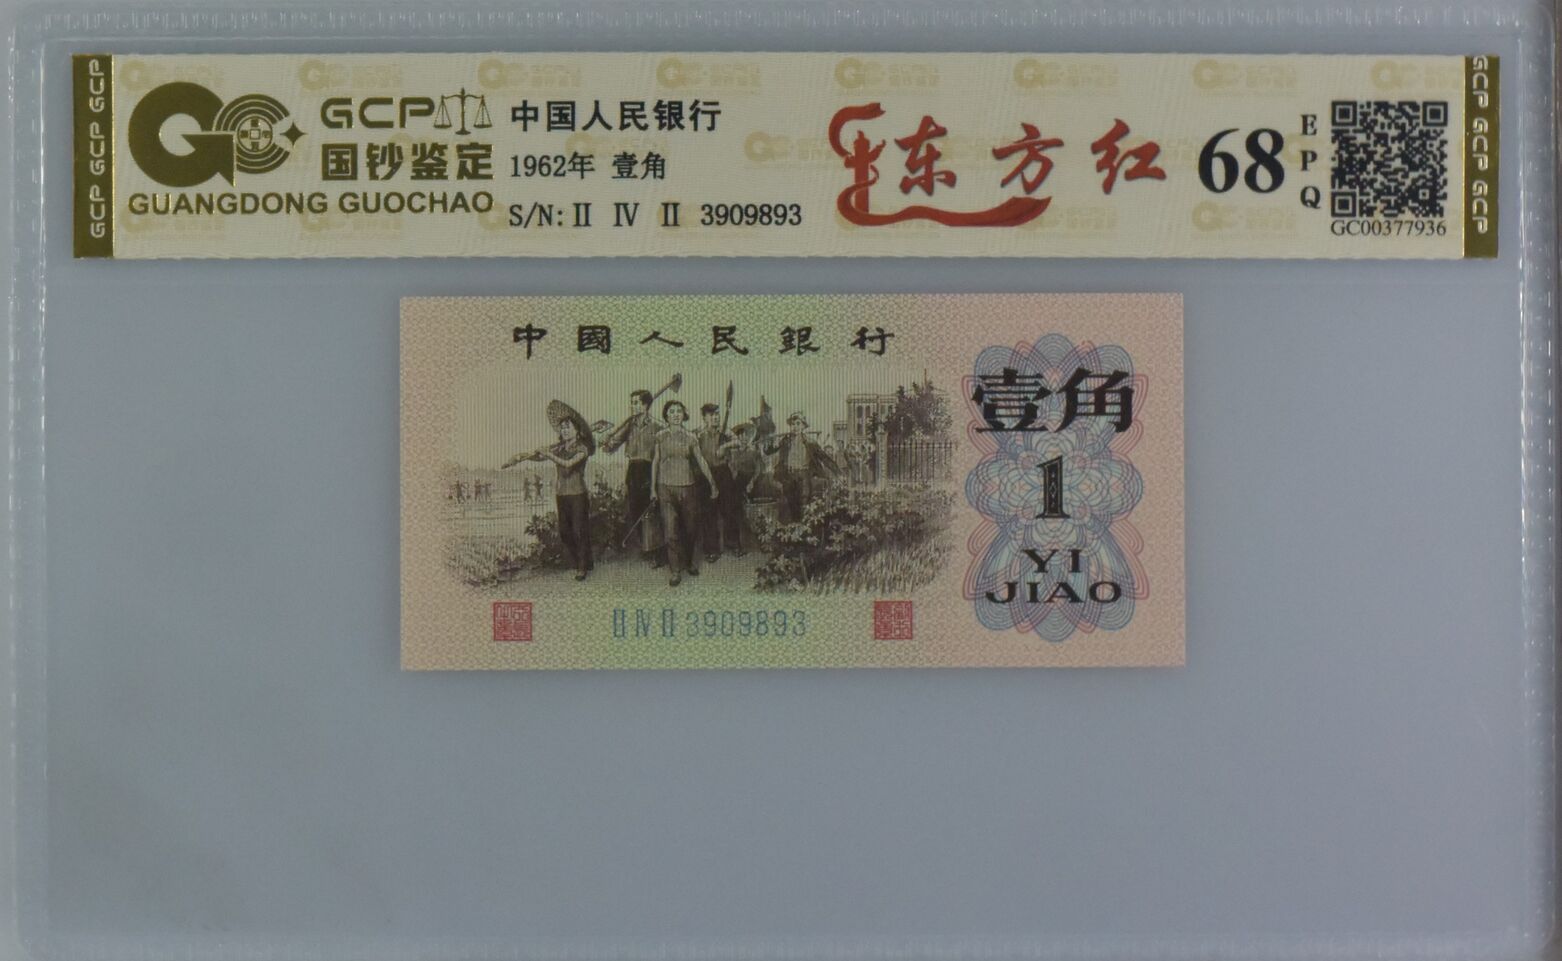 GCP GCP GCP
GCP
国钞鉴定
GUANGDONG GUOCHAO
中国人民银行
1962年 壹角
S/N: II IV II 3909893
东方红
68
EPQ
GC00377936
GCP GCP GCP
中國人民銀行
壹角
1
YI
JIAO
II IV II 3909893